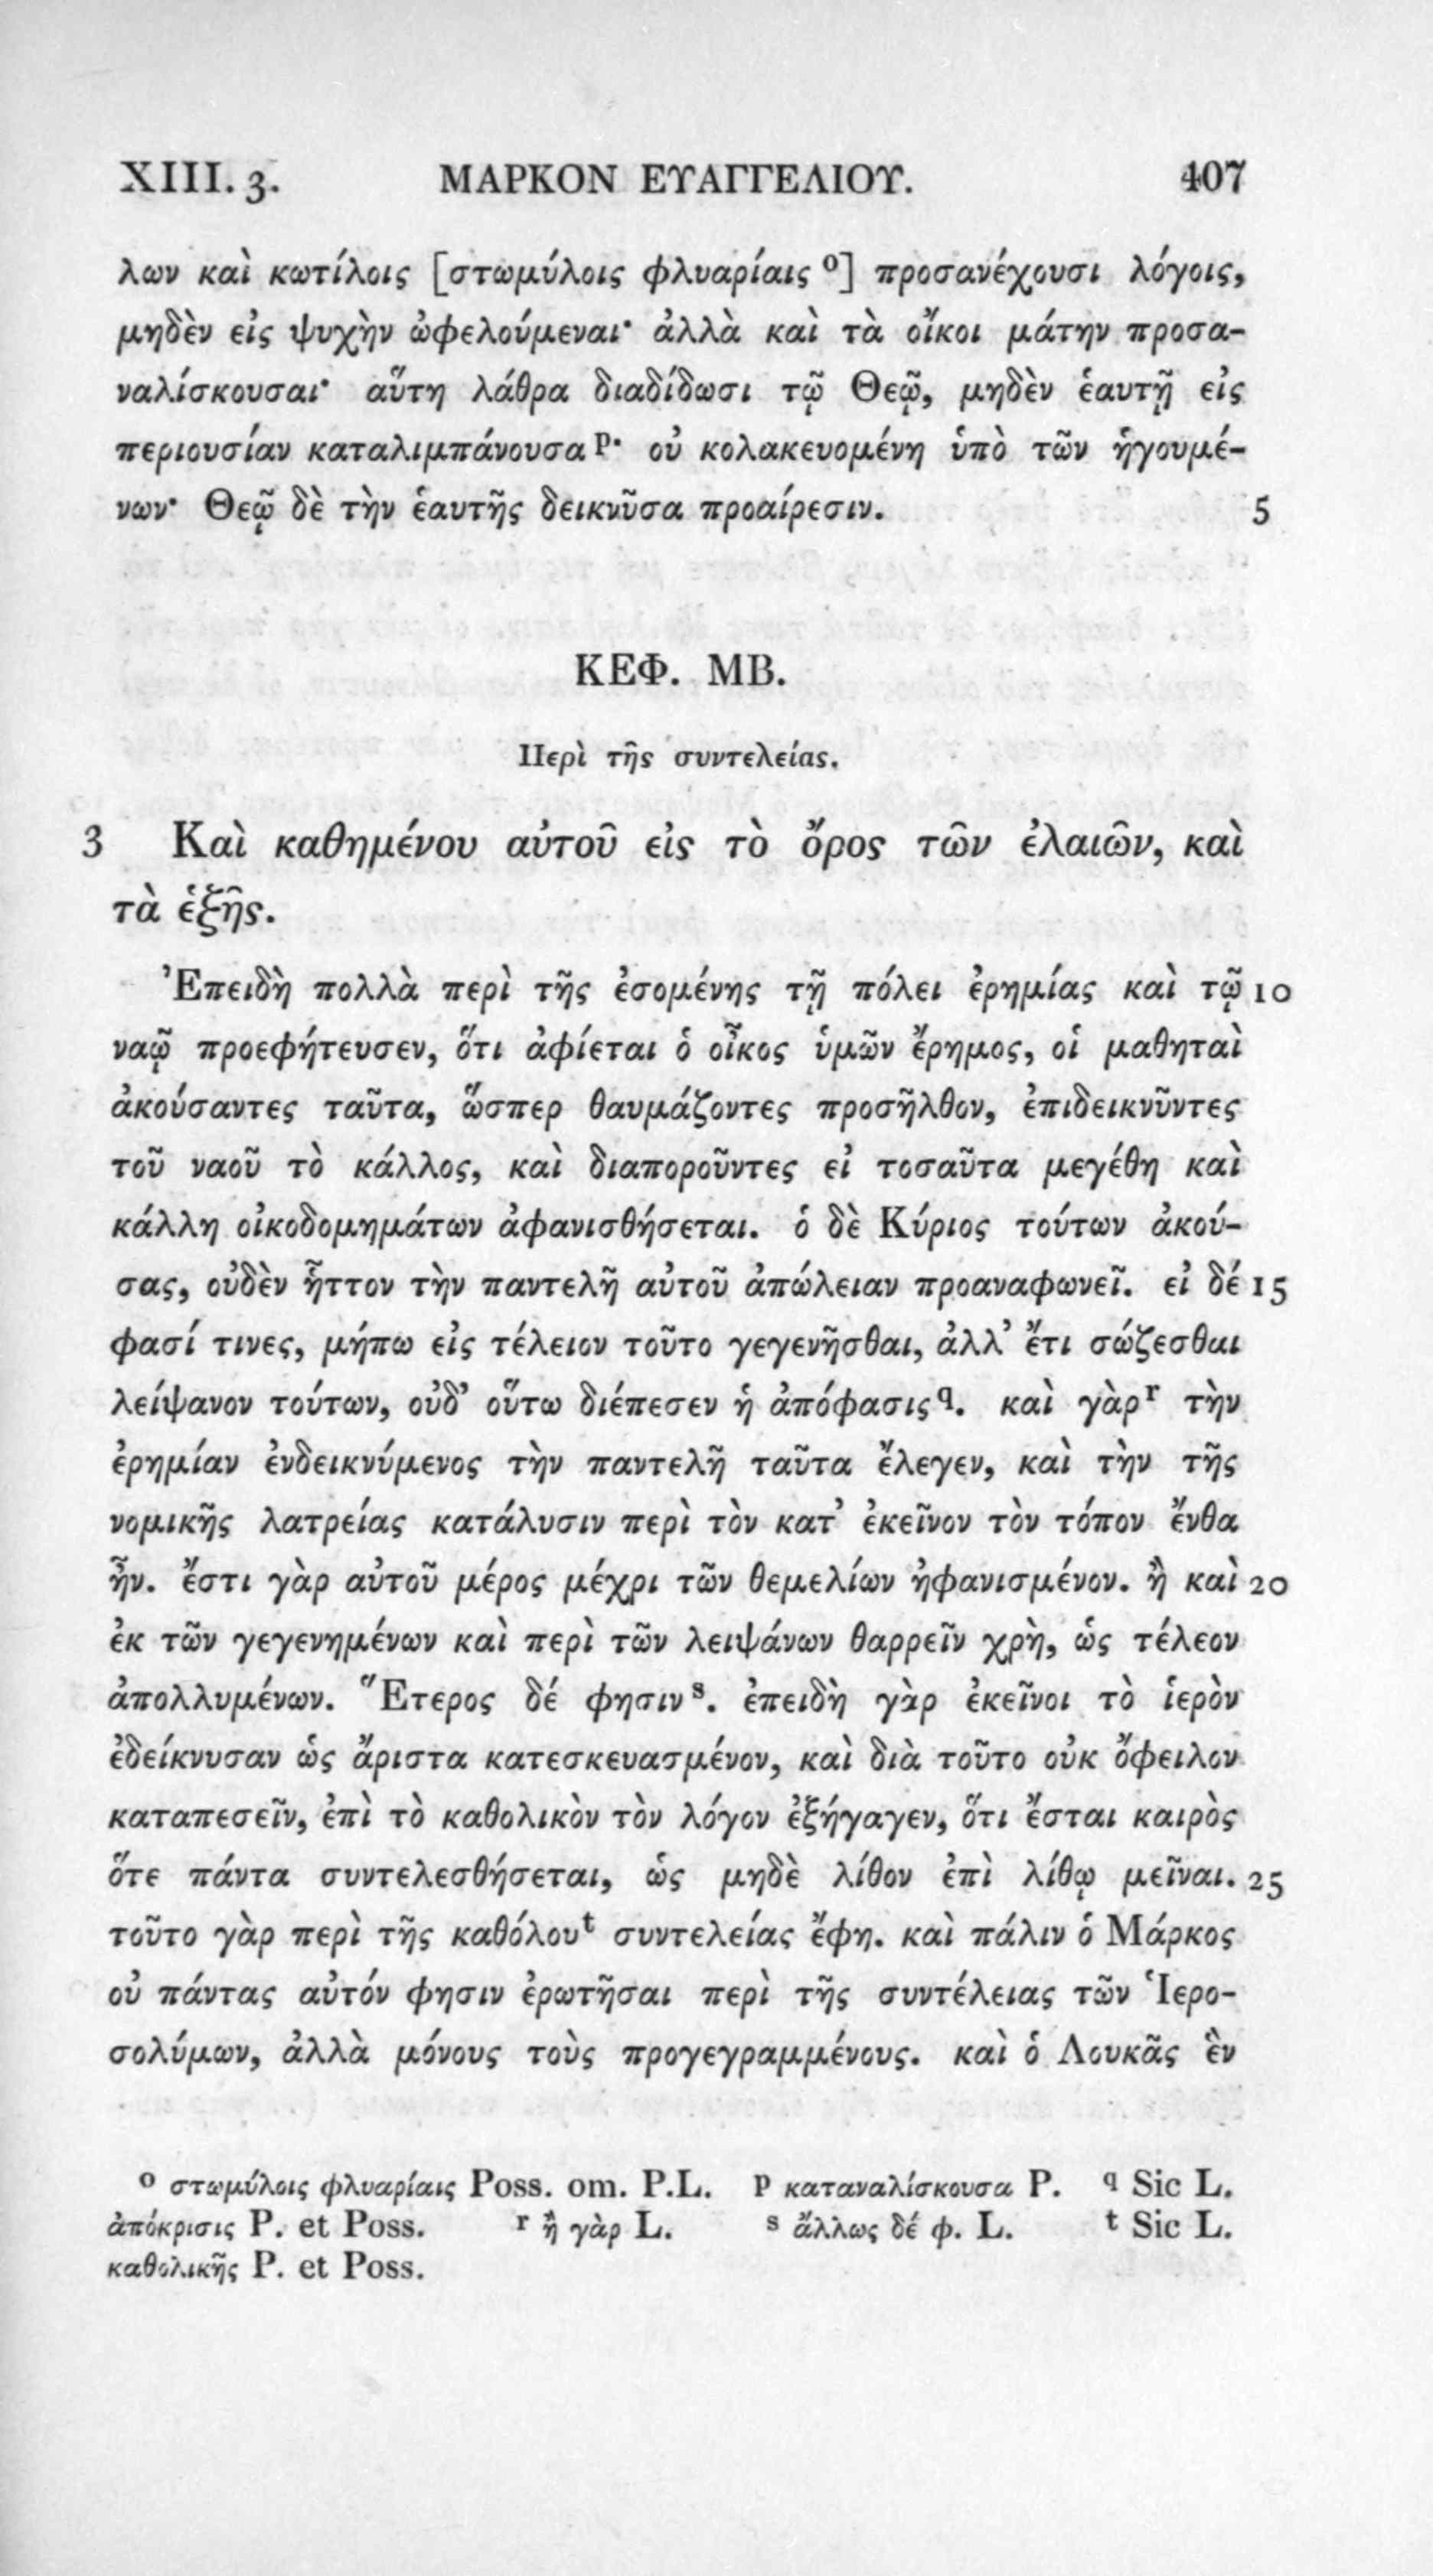 XIII. 3. ΜΑΡΚΟΝ ΕΥΑΓΓΕΛΙΟΥ. 407
λων καὶ κωτίλοις [στωμύλοις φλυαρίαις ᵒ] προσανέχουσι λόγοις,
μηδὲν εἰς ψυχὴν ὠφελούμεναι· ἀλλὰ καὶ τὰ οἴκοι μάτην προσα-
ναλίσκουσαι· αὕτη λάθρα διαδίδωσι τῷ Θεῷ, μηδὲν ἑαυτῇ εἰς
περιουσίαν καταλιμπάνουσα ᵖ· οὐ κολακευομένη ὑπὸ τῶν ἡγουμέ-
νων· Θεῷ δὲ τὴν ἑαυτῆς δεικνῦσα προαίρεσιν. 5
ΚΕΦ. ΜΒ.
Περὶ τῆς συντελείας.
3 Καὶ καθημένου αὐτοῦ εἰς τὸ ὄρος τῶν ἐλαιῶν, καὶ
τὰ ἑξῆς.
Ἐπειδὴ πολλὰ περὶ τῆς ἐσομένης τῇ πόλει ἐρημίας καὶ τῷ 10
ναῷ προεφήτευσεν, ὅτι ἀφίεται ὁ οἶκος ὑμῶν ἔρημος, οἱ μαθηταὶ
ἀκούσαντες ταῦτα, ὥσπερ θαυμάζοντες προσῆλθον, ἐπιδεικνῦντες
τοῦ ναοῦ τὸ κάλλος, καὶ διαποροῦντες εἰ τοσαῦτα μεγέθη καὶ
κάλλη οἰκοδομημάτων ἀφανισθήσεται. ὁ δὲ Κύριος τούτων ἀκού-
σας, οὐδὲν ἧττον τὴν παντελῆ αὐτοῦ ἀπώλειαν προαναφωνεῖ. εἰ δέ 15
φασί τινες, μήπω εἰς τέλειον τοῦτο γεγενῆσθαι, ἀλλ’ ἔτι σώζεσθαι
λείψανον τούτων, οὐδ’ οὕτω διέπεσεν ἡ ἀπόφασις q. καὶ γὰρ ʳ τὴν
ἐρημίαν ἐνδεικνύμενος τὴν παντελῆ ταῦτα ἔλεγεν, καὶ τὴν τῆς
νομικῆς λατρείας κατάλυσιν περὶ τὸν κατ’ ἐκεῖνον τὸν τόπον ἔνθα
ἦν. ἔστι γὰρ αὐτοῦ μέρος μέχρι τῶν θεμελίων ἠφανισμένον. ἢ καὶ 20
ἐκ τῶν γεγενημένων καὶ περὶ τῶν λειψάνων θαρρεῖν χρὴ, ὡς τέλεον
ἀπολλυμένων. Ἕτερος δέ φησιν ˢ. ἐπειδὴ γὰρ ἐκεῖνοι τὸ ἱερὸν
ἐδείκνυσαν ὡς ἄριστα κατεσκευασμένον, καὶ διὰ τοῦτο οὐκ ὄφειλον
καταπεσεῖν, ἐπὶ τὸ καθολικὸν τὸν λόγον ἐξήγαγεν, ὅτι ἔσται καιρὸς
ὅτε πάντα συντελεσθήσεται, ὡς μηδὲ λίθον ἐπὶ λίθῳ μεῖναι. 25
τοῦτο γὰρ περὶ τῆς καθόλου ᵗ συντελείας ἔφη. καὶ πάλιν ὁ Μάρκος
οὐ πάντας αὐτόν φησιν ἐρωτῆσαι περὶ τῆς συντέλειας τῶν Ἱερο-
σολύμων, ἀλλὰ μόνους τοὺς προγεγραμμένους. καὶ ὁ Λουκᾶς ἓν
ᵒ στωμύλοις φλυαρίαις Poss. om. P.L. ᵖ καταναλίσκουσα P. q Sic L.
ἀπόκρισις P. et Poss. ʳ ἢ γὰρ L. ˢ ἄλλως δέ φ. L. ᵗ Sic L.
καθολικῆς P. et Poss.